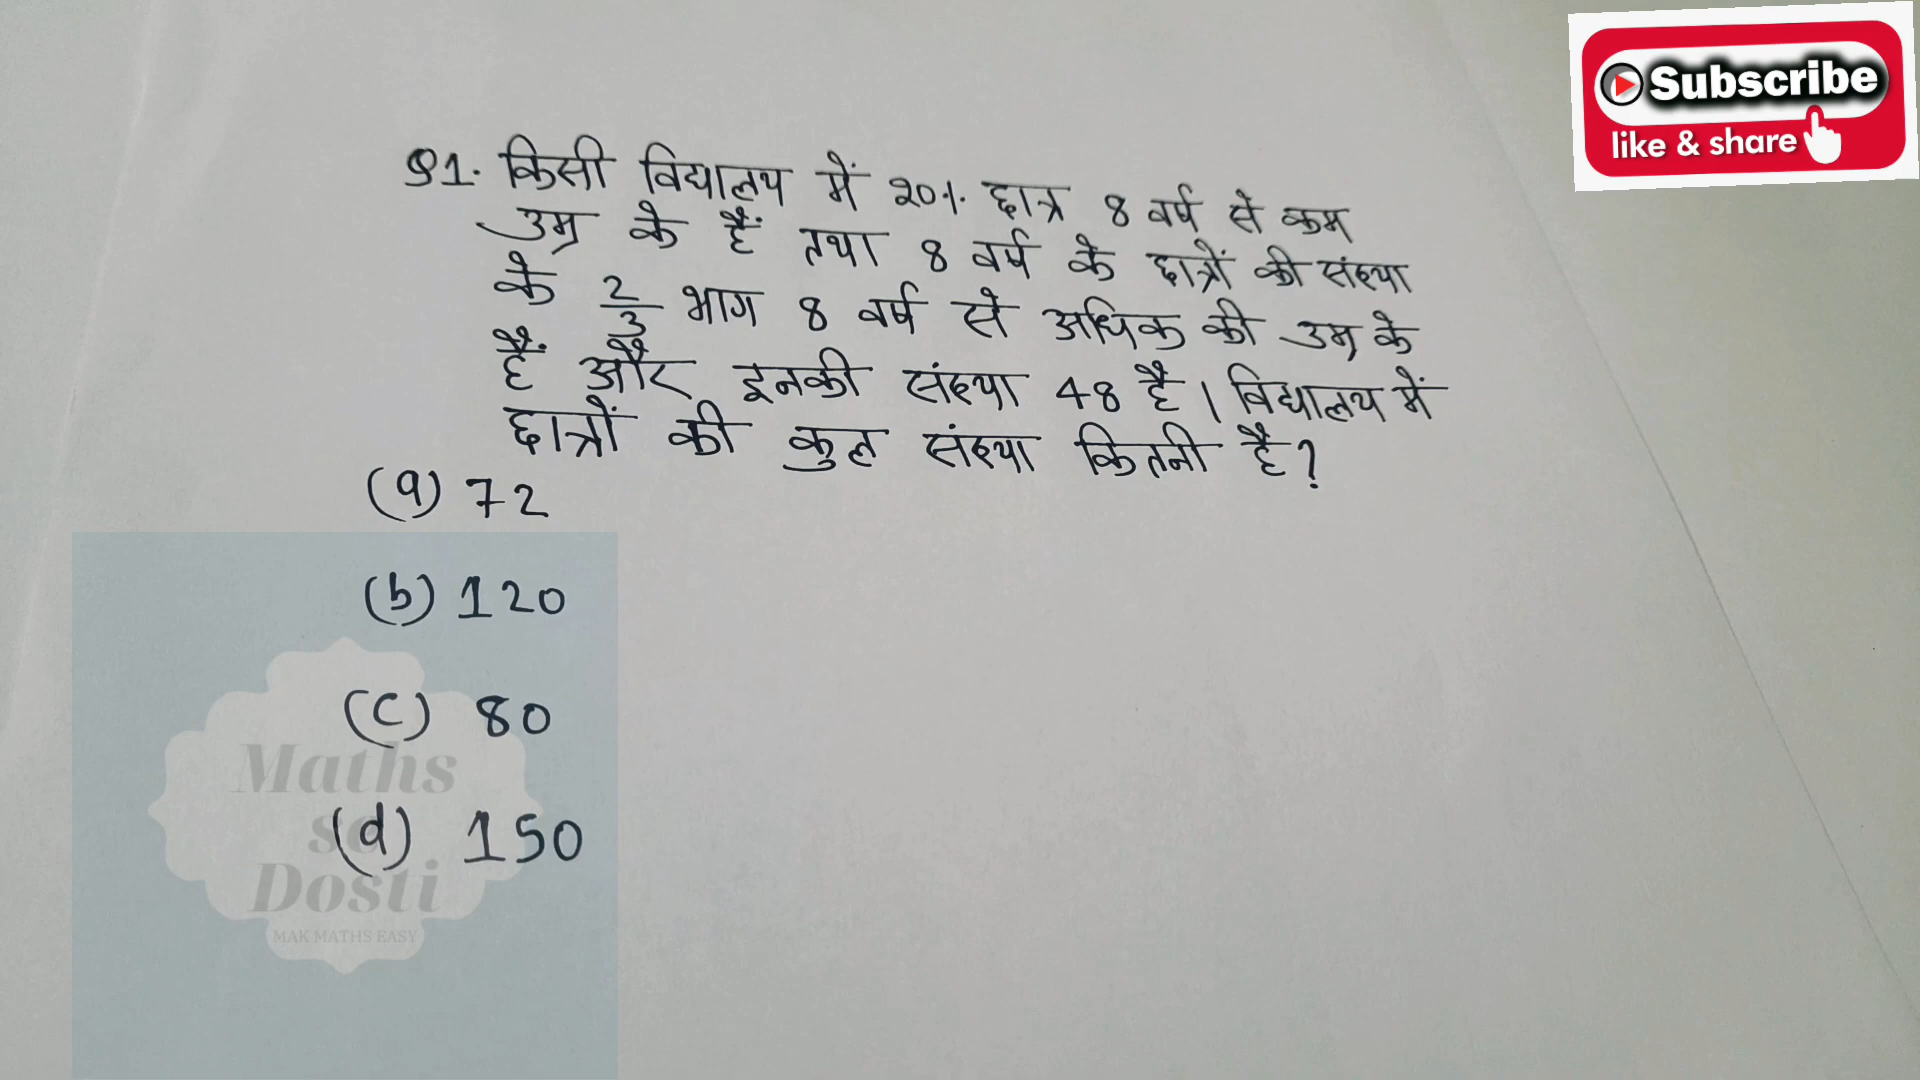 Subscribe
like & share
Q1. किसी विद्यालय में 20% छात्र 8 वर्ष से कम
उम्र के हैं तथा 8 वर्ष के छात्रों की संख्या
के 2/3 भाग 8 वर्ष से अधिक की उम्र के
हैं और इनकी संख्या 48 है। विद्यालय में
छात्रों की कुल संख्या कितनी है?
(a) 72
(b) 120
(c) 80
(d) 150
Maths
se
Dosti
MAK MATHS EASY